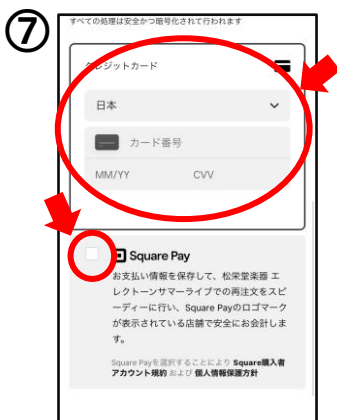 ⑦
すべての処理は安全かつ暗号化されて行われます
クレジットカード
日本
カード番号
MM/YY CVV
Square Pay
お支払い情報を保存して、松栄堂楽器 エ
レクトーンサマーライブでの再注文をスピ
ーディーに行い、Square Payのロゴマーク
が表示されている店舗で安全にお会計しま
す。
Square Payを選択することにより Square購入者
アカウント規約 および 個人情報保護方針